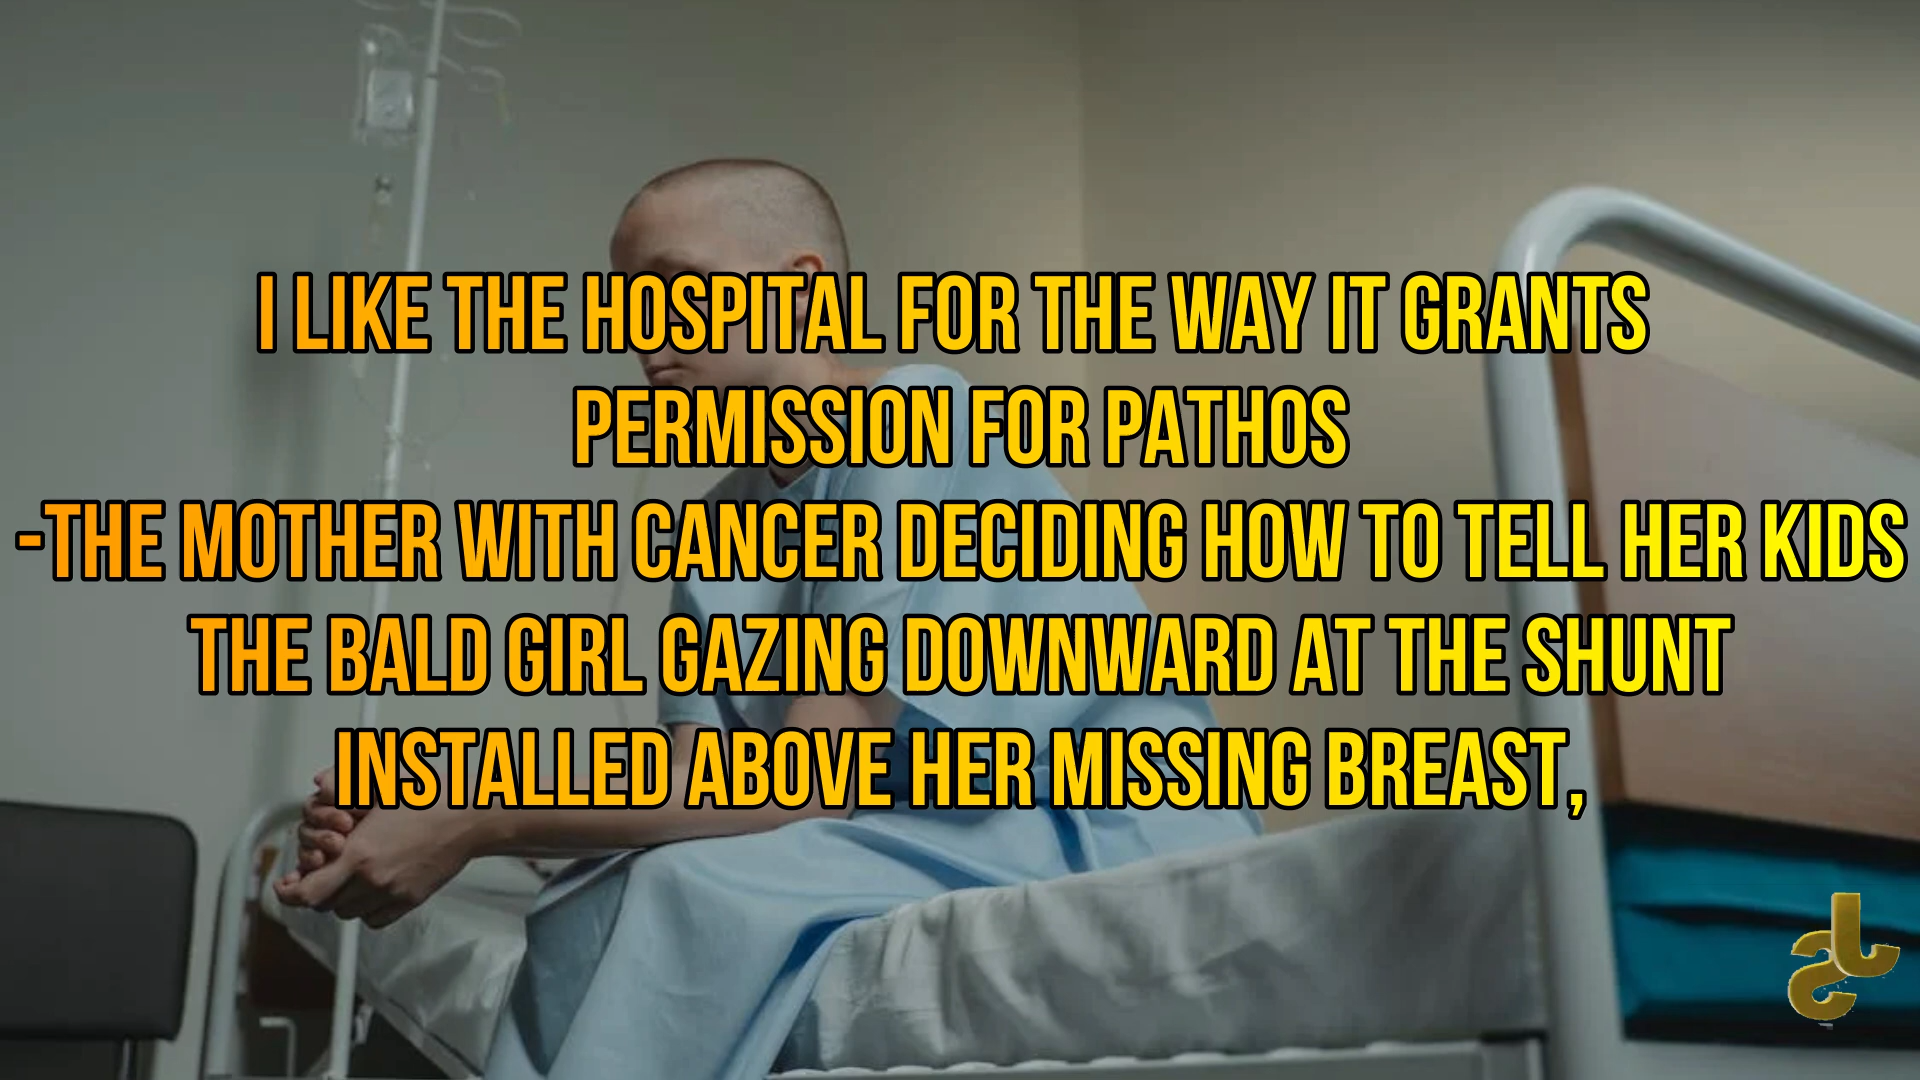 I LIKE THE HOSPITAL FOR THE WAY IT GRANTS
PERMISSION FOR PATHOS
-THE MOTHER WITH CANCER DECIDING HOW TO TELL HER KIDS
THE BALD GIRL GAZING DOWNWARD AT THE SHUNT
INSTALLED ABOVE HER MISSING BREAST,